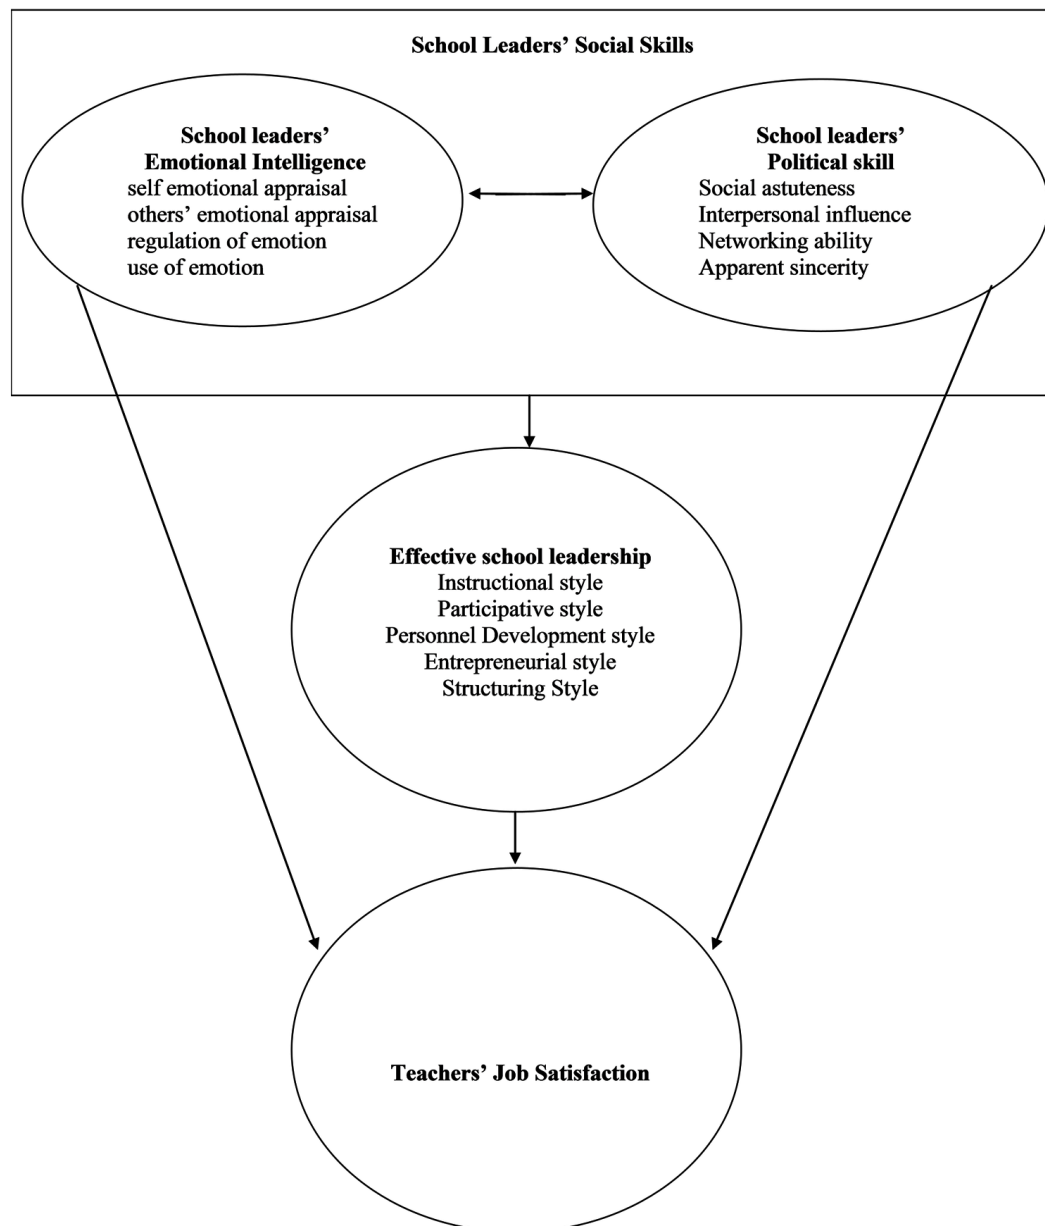 School Leaders’ Social Skills
School leaders’
Emotional Intelligence
self emotional appraisal
others’ emotional appraisal
regulation of emotion
use of emotion
School leaders’
Political skill
Social astuteness
Interpersonal influence
Networking ability
Apparent sincerity
Effective school leadership
Instructional style
Participative style
Personnel Development style
Entrepreneurial style
Structuring Style
Teachers’ Job Satisfaction